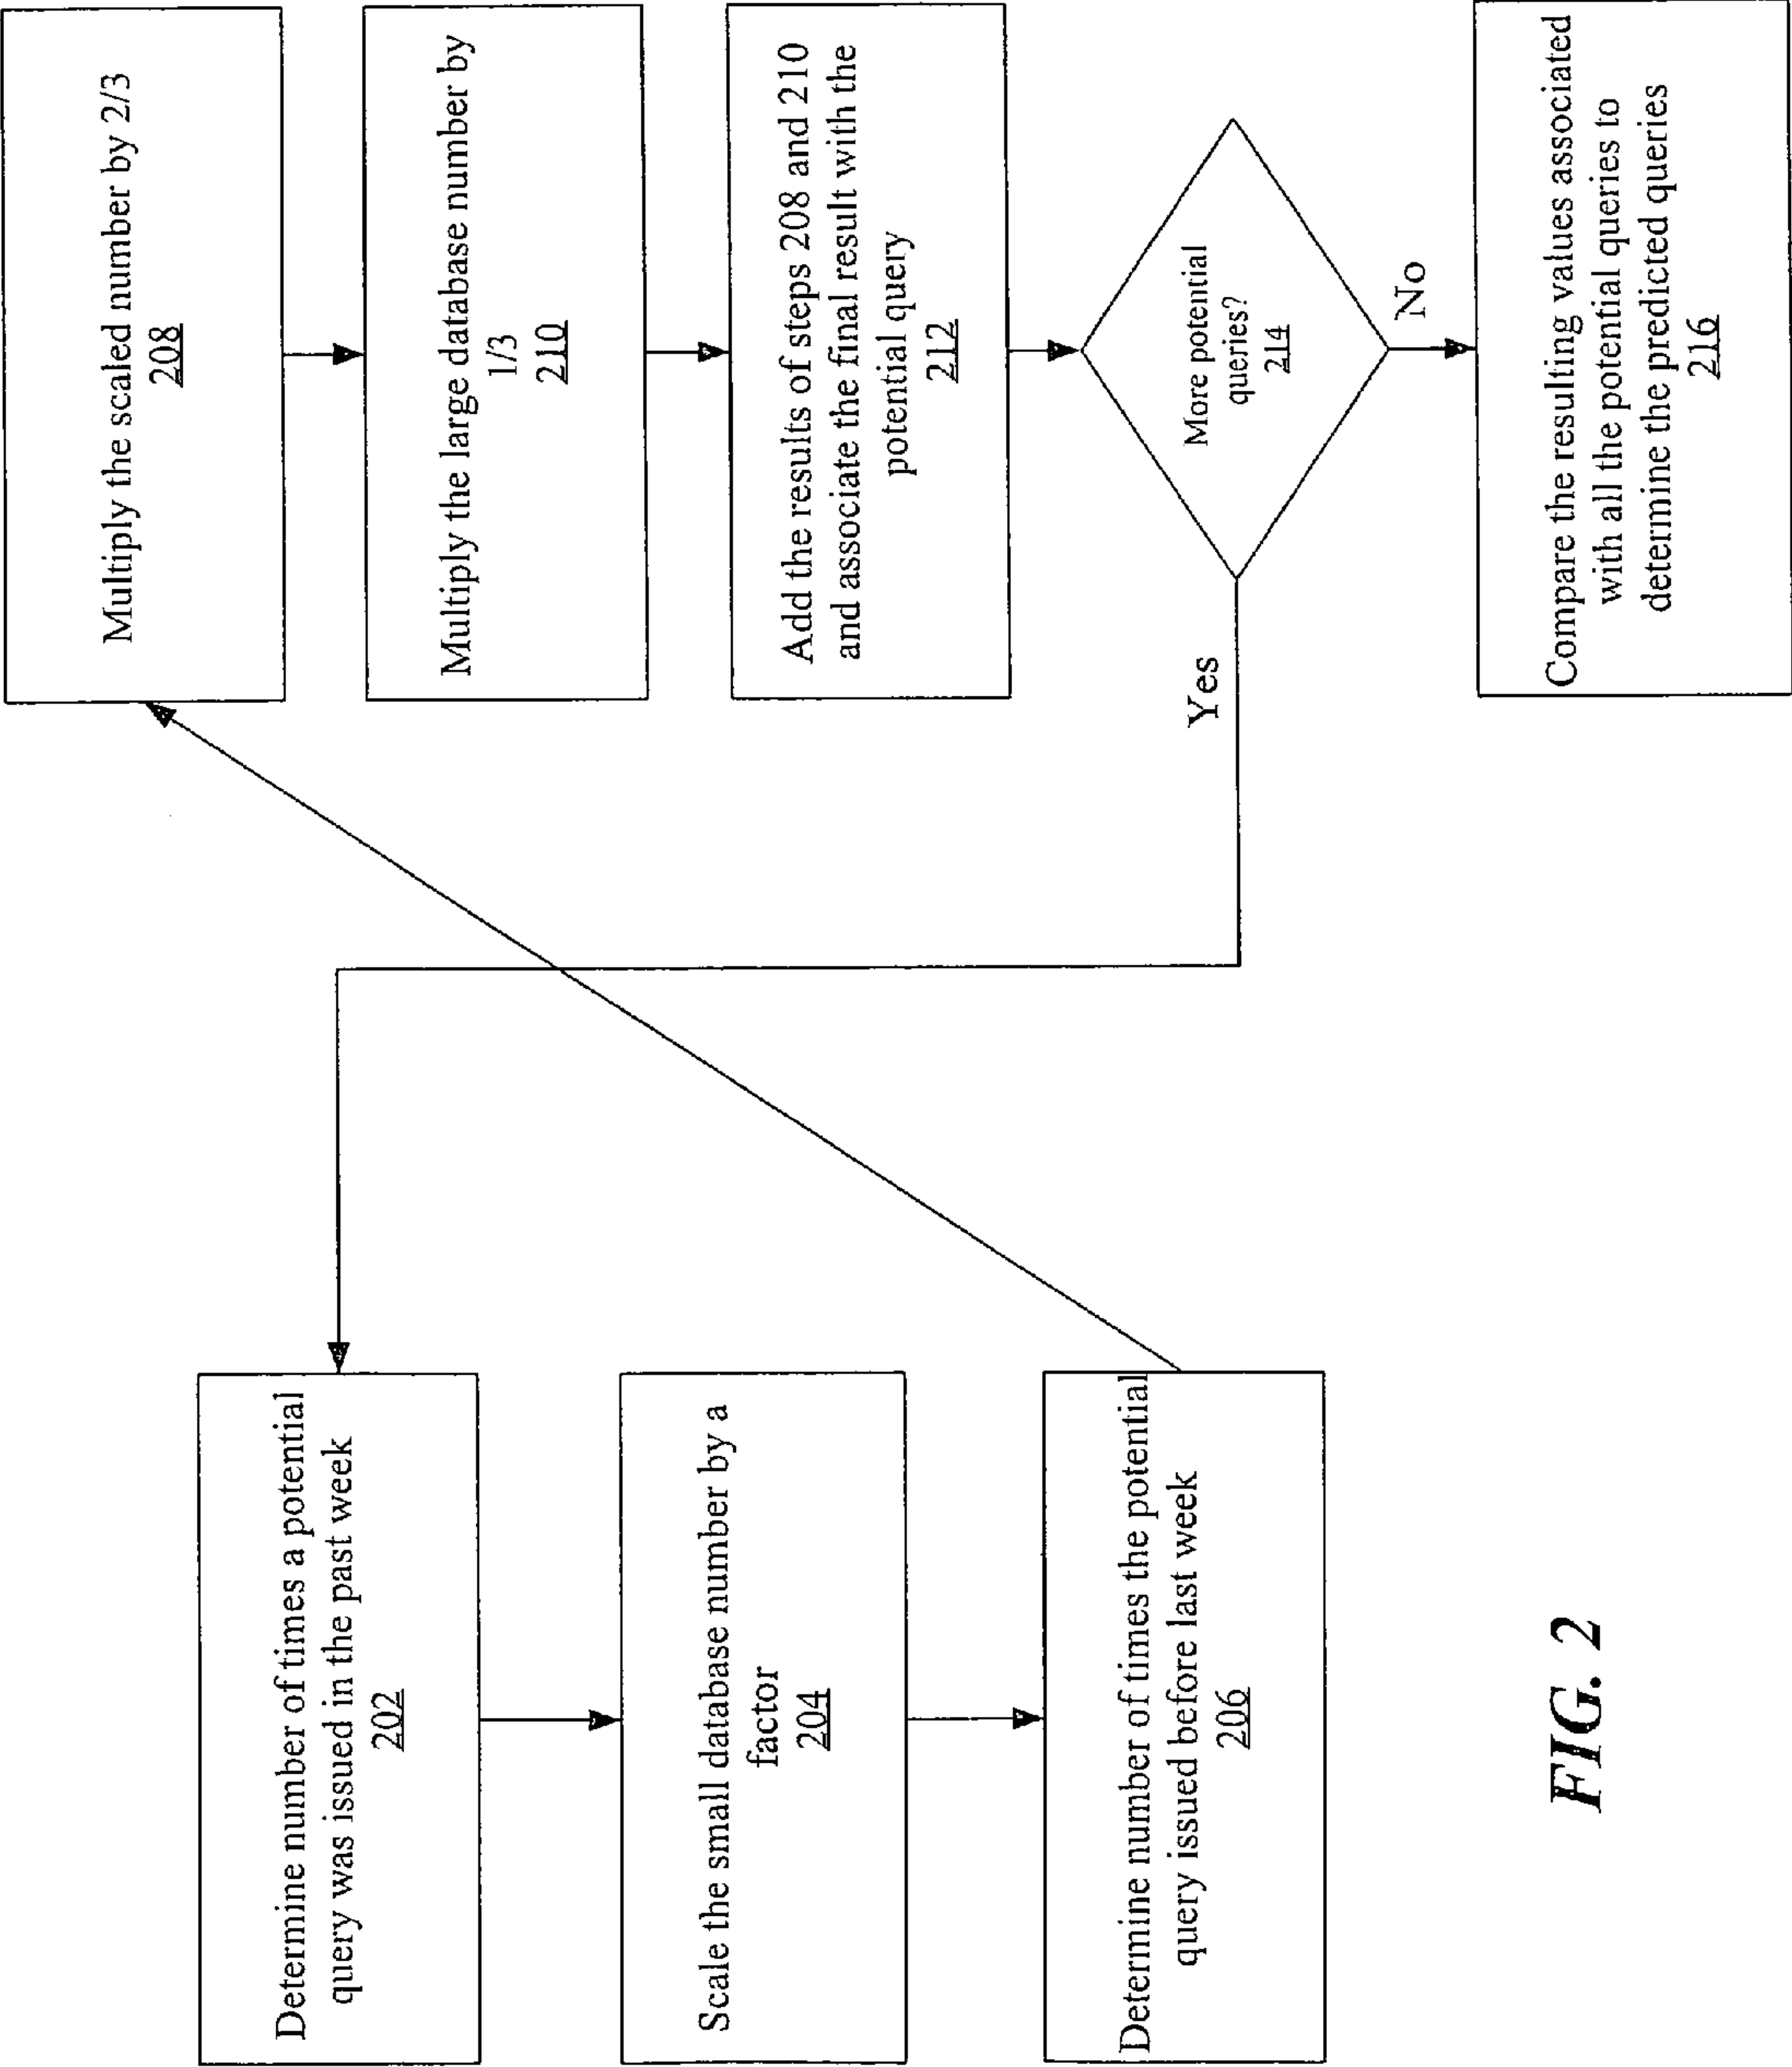 Determine number of times a potential
query was issued in the past week
202
Scale the small database number by a
factor
204
Determine number of times the potential
query issued before last week
206
Multiply the scaled number by 2/3
208
Multiply the large database number by
1/3
210
Add the results of steps 208 and 210
and associate the final result with the
potential query
212
More potential
queries?
214
Yes
No
Compare the resulting values associated
with all the potential queries to
determine the predicted queries
216
FIG. 2